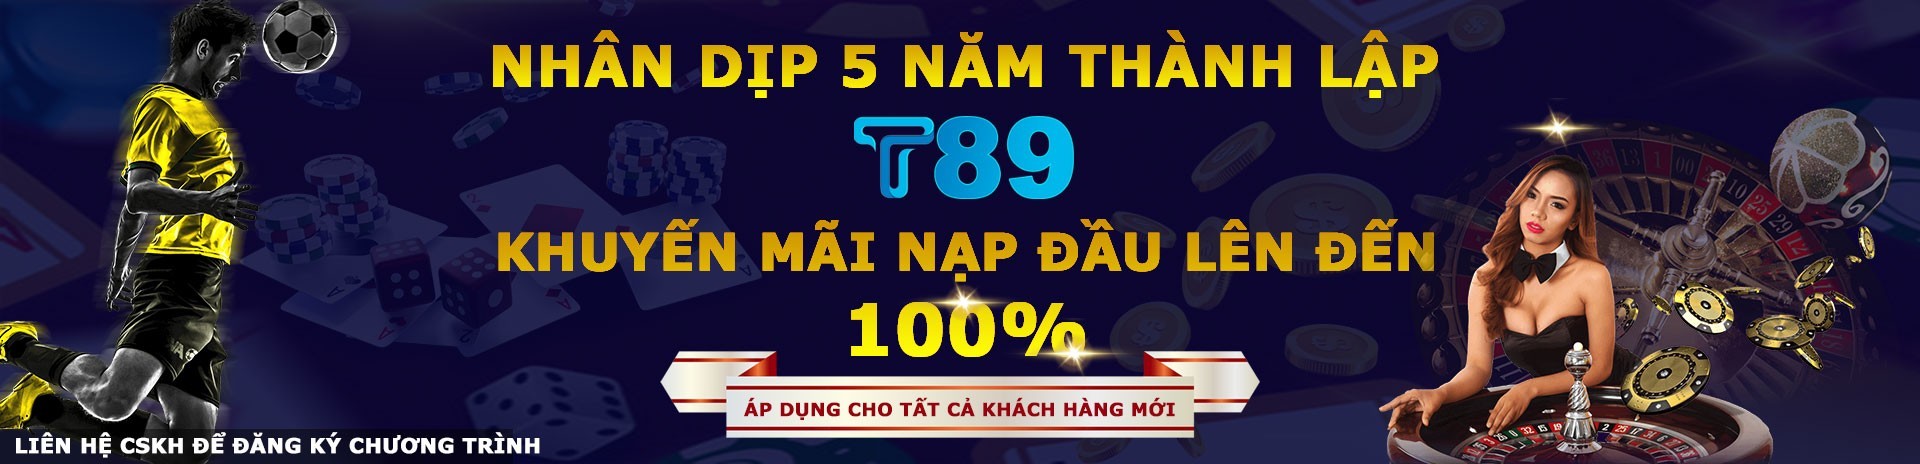 NHÂN DỊP 5 NĂM THÀNH LẬP
T89
KHUYẾN MÃI NẠP ĐẦU LÊN ĐẾN
100%
ÁP DỤNG CHO TẤT CẢ KHÁCH HÀNG MỚI
LIÊN HỆ CSKH ĐỂ ĐĂNG KÝ CHƯƠNG TRÌNH